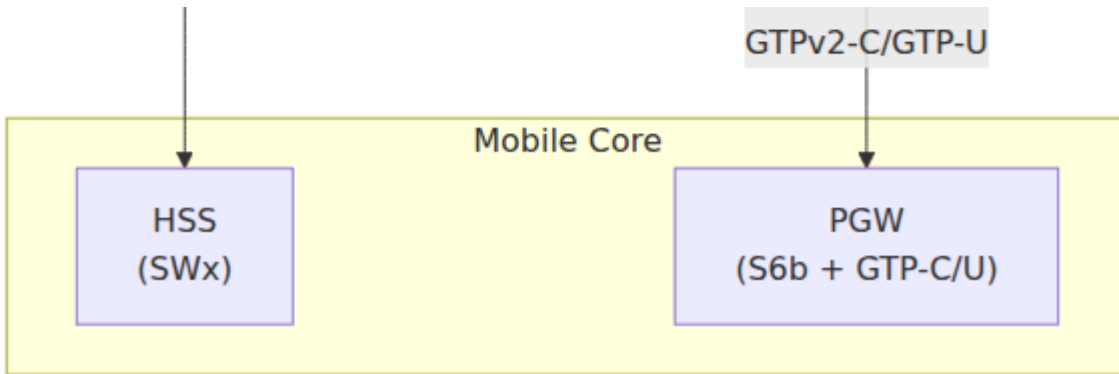 GTPv2-C/GTP-U
Mobile Core
HSS
(SWx)
PGW
(S6b + GTP-C/U)